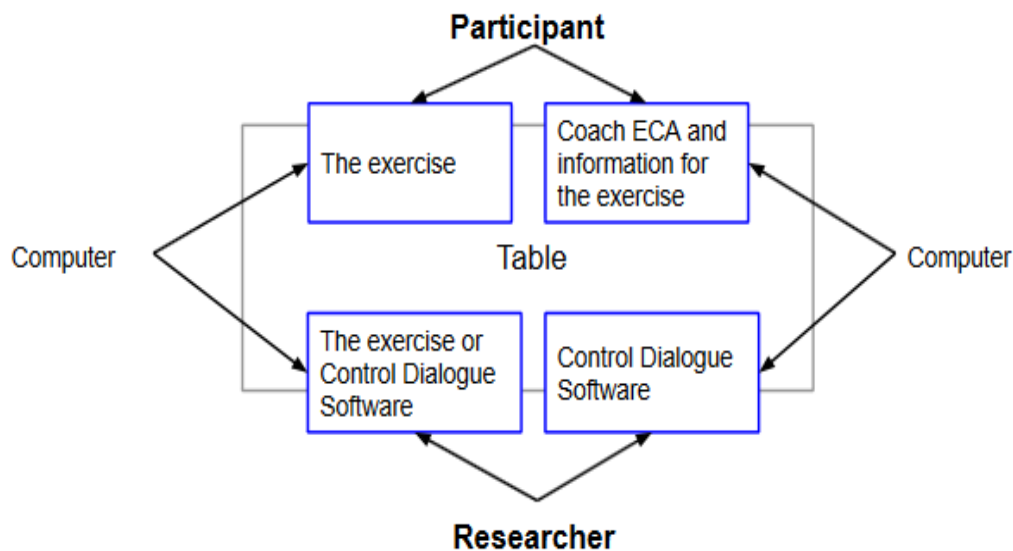 Participant
The exercise
Coach ECA and
information for
the exercise
Computer
Table
Computer
The exercise or
Control Dialogue
Software
Control Dialogue
Software
Researcher